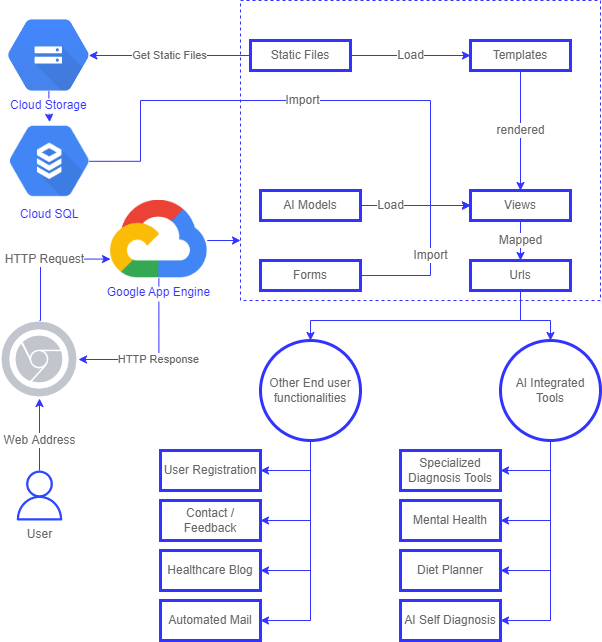 Get Static Files
Static Files
Load
Templates
Cloud Storage
Import
rendered
Cloud SQL
AI Models
Load
Views
Mapped
HTTP Request
Import
Forms
Urls
Google App Engine
HTTP Response
Other End user
functionalities
AI Integrated
Tools
Web Address
User
User Registration
Specialized
Diagnosis Tools
Contact /
Feedback
Mental Health
Healthcare Blog
Diet Planner
Automated Mail
AI Self Diagnosis